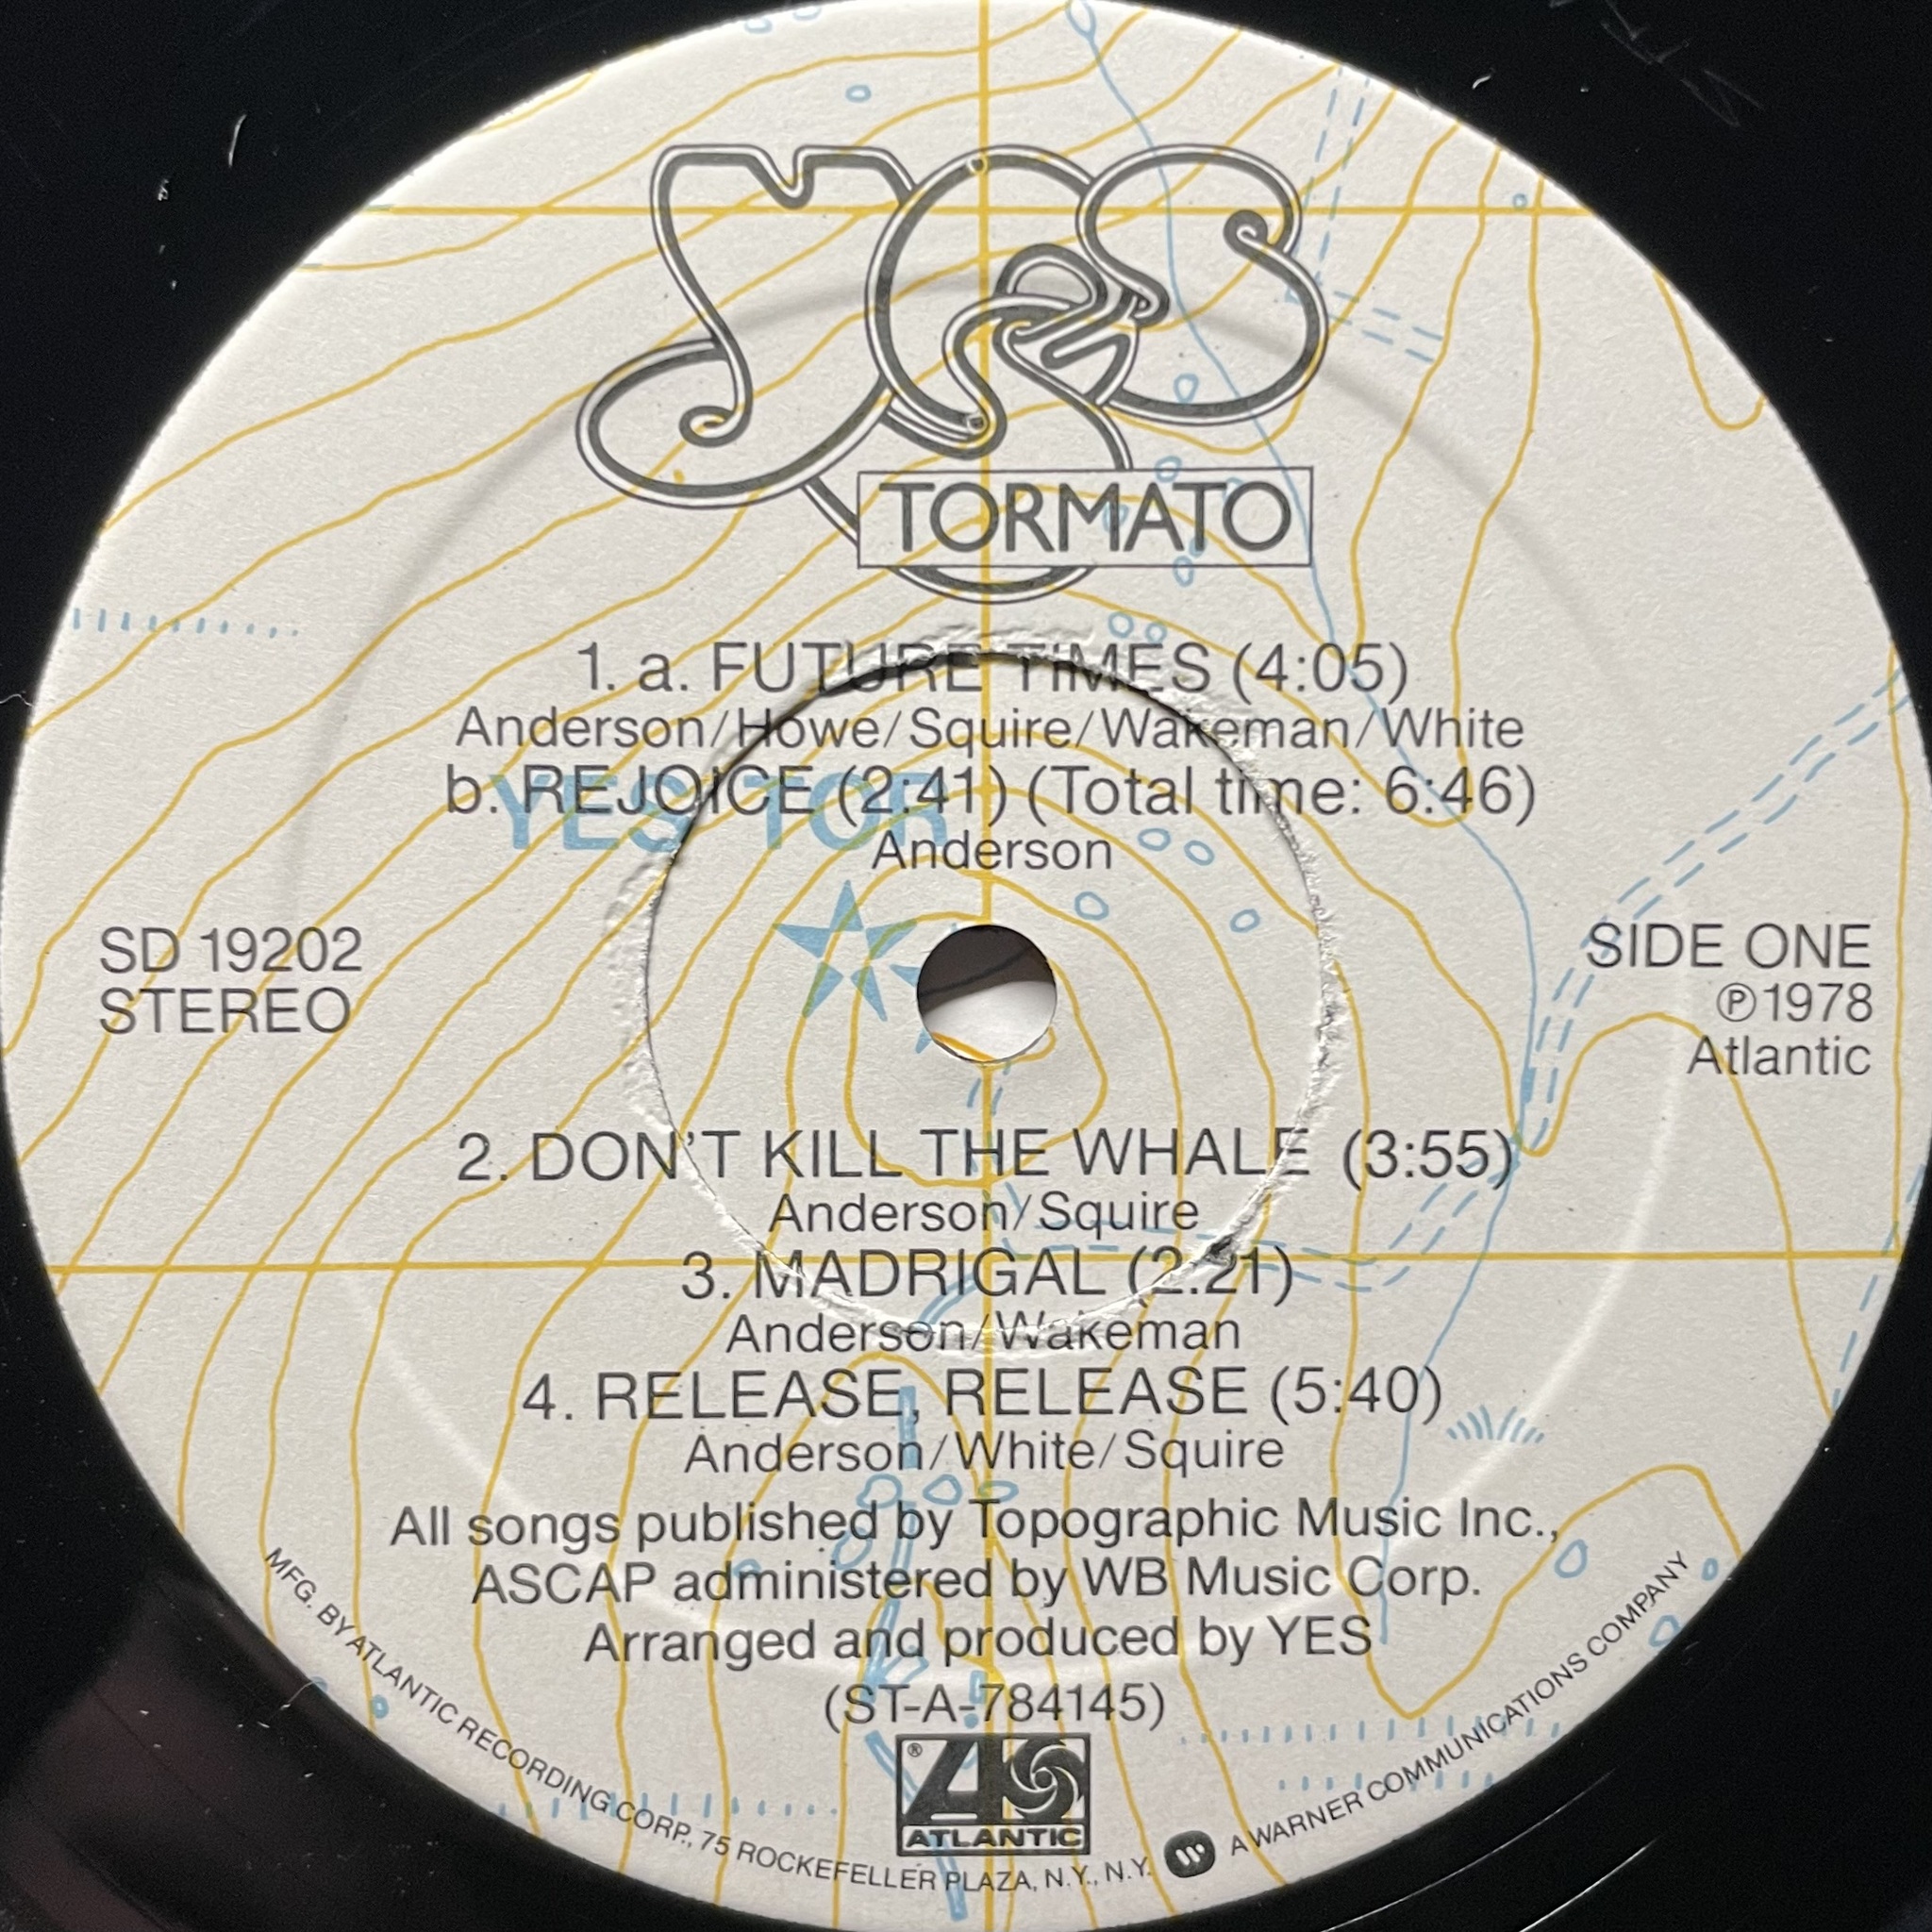 YES
TORMATO
1. a. FUTURE TIMES (4:05)
Anderson/Howe/Squire/Wakeman/White
b. REJOICE (2:41) (Total time: 6:46)
YES TOR
Anderson
SD 19202
STEREO
SIDE ONE
℗1978
Atlantic
2. DON'T KILL THE WHALE (3:55)
Anderson/Squire
3. MADRIGAL (2:21)
Anderson/Wakeman
4. RELEASE, RELEASE (5:40)
Anderson/White/Squire
All songs published by Topographic Music Inc.,
ASCAP administered by WB Music Corp.
Arranged and produced by YES
(ST-A-784145)
® ATLANTIC
MFG. BY ATLANTIC RECORDING CORP., 75 ROCKEFELLER PLAZA, N.Y., N.Y. A WARNER COMMUNICATIONS COMPANY